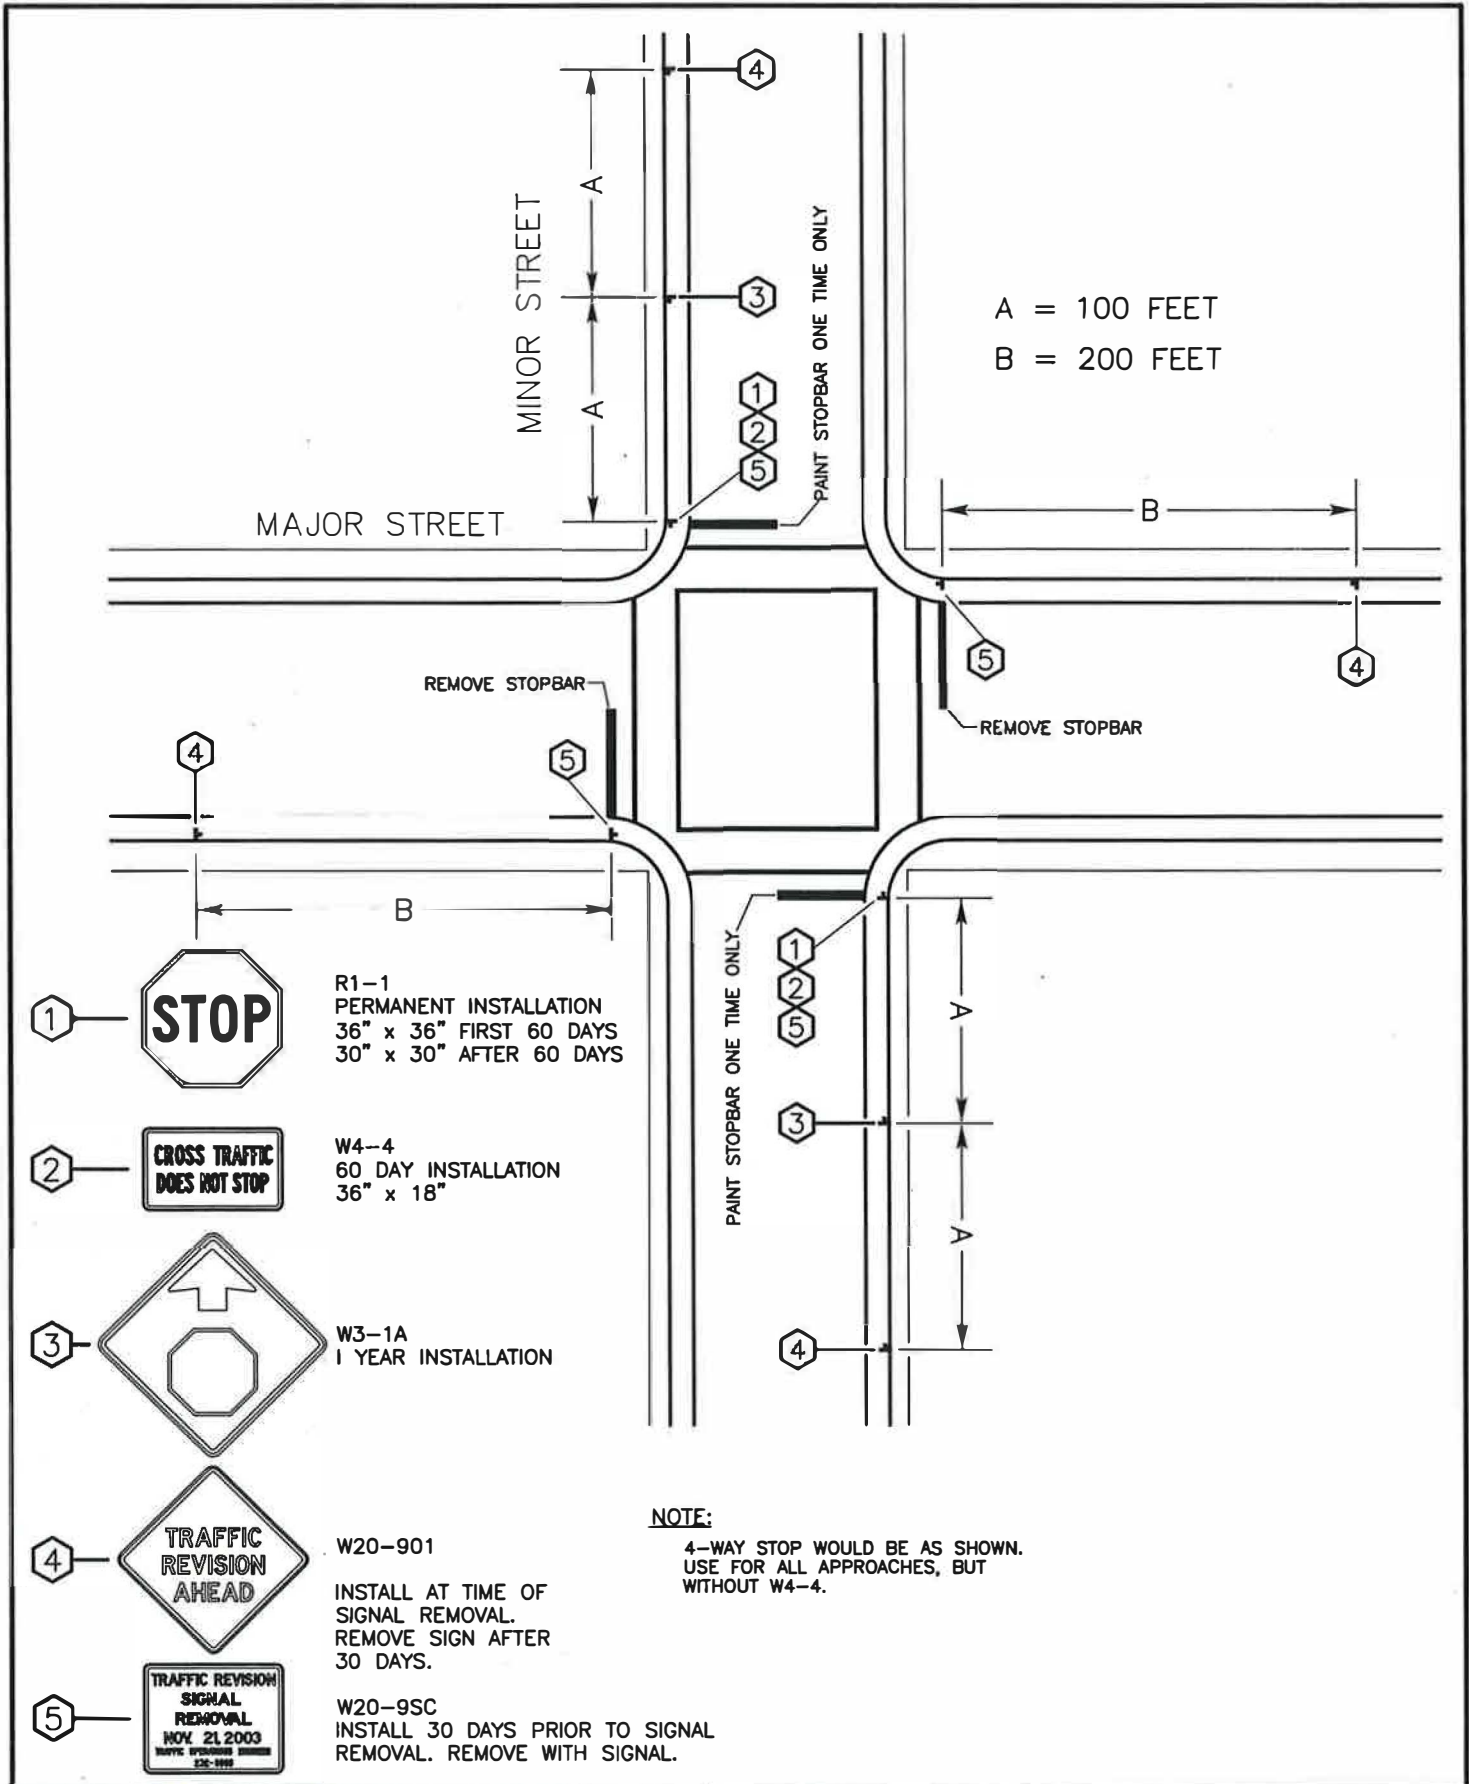 4
A
MINOR STREET
3
PAINT STOPBAR ONE TIME ONLY
A = 100 FEET
B = 200 FEET
A
1
2
5
MAJOR STREET
B
5
4
REMOVE STOPBAR
REMOVE STOPBAR
4
5
B
PAINT STOPBAR ONE TIME ONLY
1
2
5
A
3
A
4
1
STOP
R1-1
PERMANENT INSTALLATION
36" x 36" FIRST 60 DAYS
30" x 30" AFTER 60 DAYS
2
CROSS TRAFFIC
DOES NOT STOP
W4-4
60 DAY INSTALLATION
36" x 18"
3
W3-1A
1 YEAR INSTALLATION
4
TRAFFIC
REVISION
AHEAD
W20-901
INSTALL AT TIME OF
SIGNAL REMOVAL.
REMOVE SIGN AFTER
30 DAYS.
NOTE:
4-WAY STOP WOULD BE AS SHOWN.
USE FOR ALL APPROACHES, BUT
WITHOUT W4-4.
5
TRAFFIC REVISION
SIGNAL
REMOVAL
NOV. 21, 2003
W20-9SC
INSTALL 30 DAYS PRIOR TO SIGNAL
REMOVAL. REMOVE WITH SIGNAL.